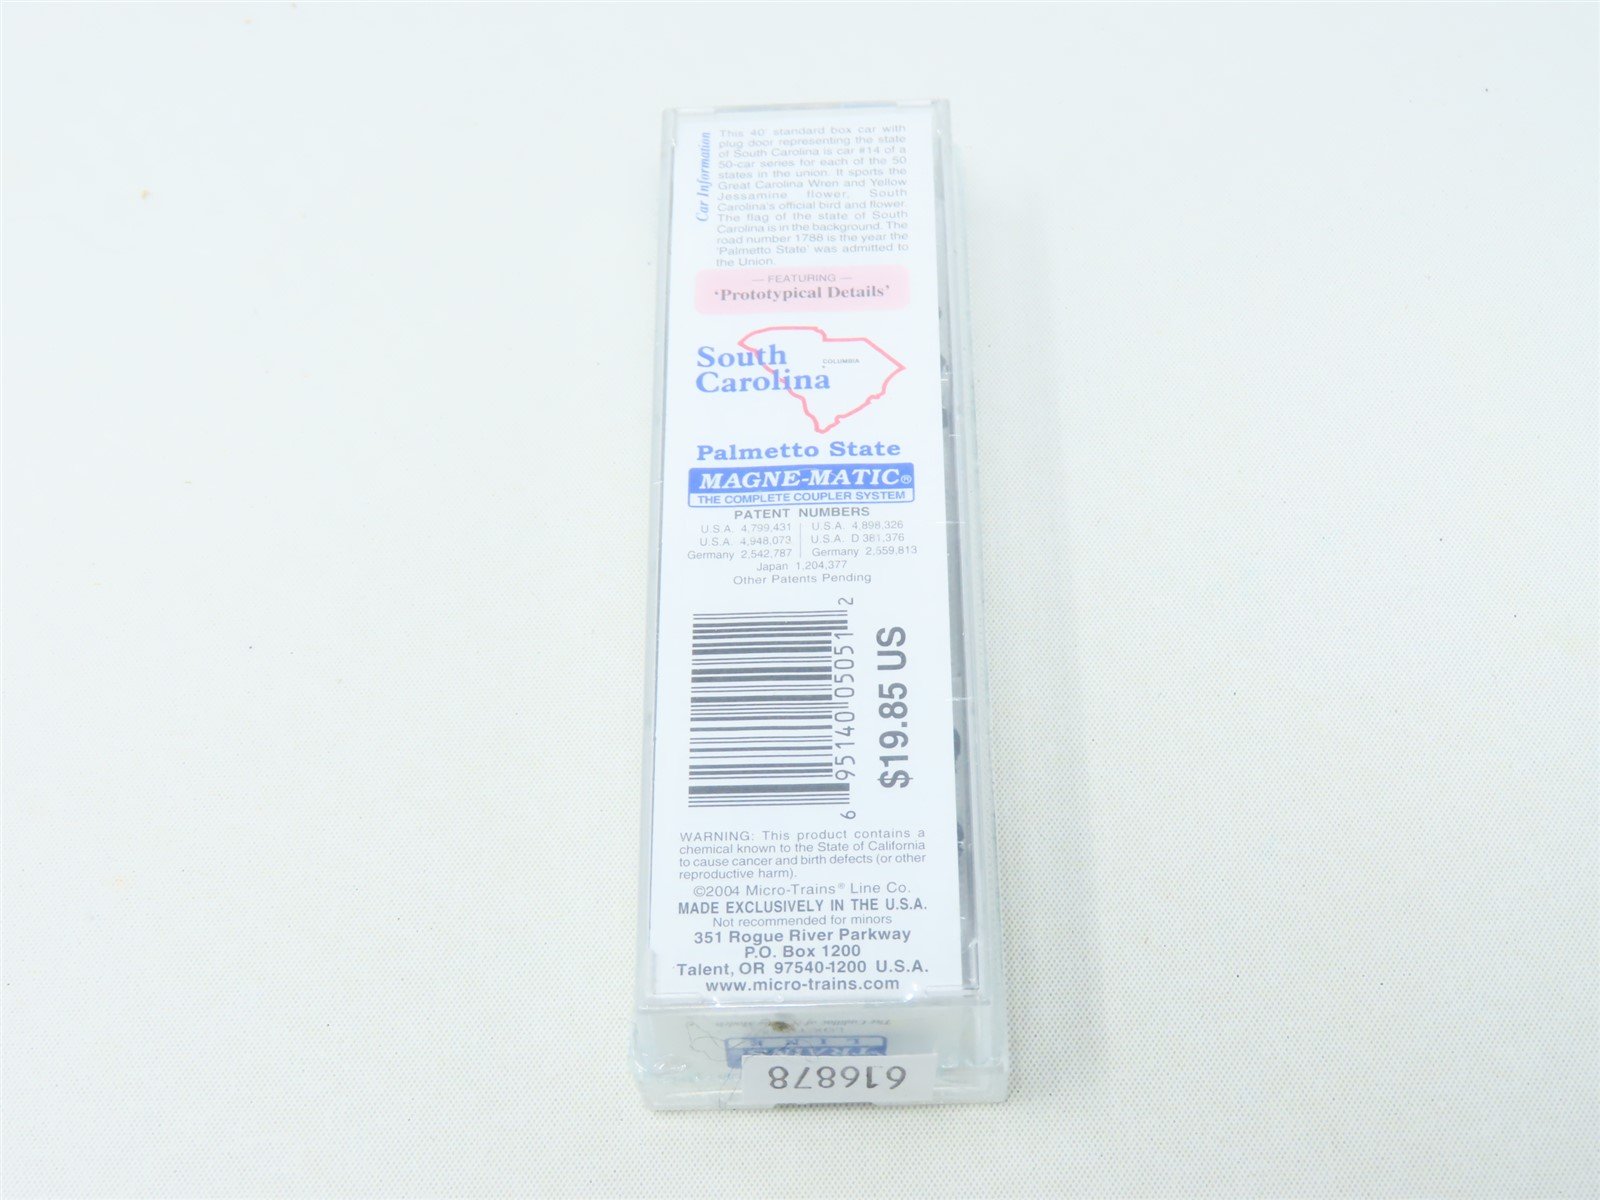 Car Information
This 40' standard box car with
plug door representing the state
of South Carolina is car #14 of a
50-car series for each of the 50
states in the union. It sports the
Great Carolina Wren and Yellow
Jessamine flower, South
Carolina's official bird and flower.
The flag of the state of South
Carolina is in the background. The
road number 1788 is the year the
'Palmetto State' was admitted to
the Union.
— FEATURING —
'Prototypical Details'
South
Carolina
COLUMBIA
Palmetto State
MAGNE-MATIC®
THE COMPLETE COUPLER SYSTEM
PATENT NUMBERS
U.S.A. 4,799,431 | U.S.A. 4,898,326
U.S.A. 4,948,073 | U.S.A. D 381,376
Germany 2,542,787 | Germany 2,559,813
Japan 1,204,377
Other Patents Pending
6 95140 05051 2
$19.85 US
WARNING: This product contains a
chemical known to the State of California
to cause cancer and birth defects (or other
reproductive harm).
©2004 Micro-Trains® Line Co.
MADE EXCLUSIVELY IN THE U.S.A.
Not recommended for minors
351 Rogue River Parkway
P.O. Box 1200
Talent, OR 97540-1200 U.S.A.
www.micro-trains.com
LINE
TRAINS
616878